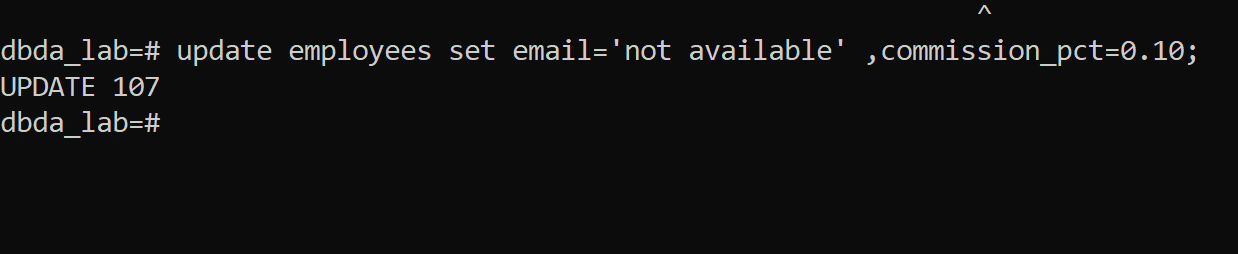 ^
dbda_lab=# update employees set email='not available' ,commission_pct=0.10;
UPDATE 107
dbda_lab=#